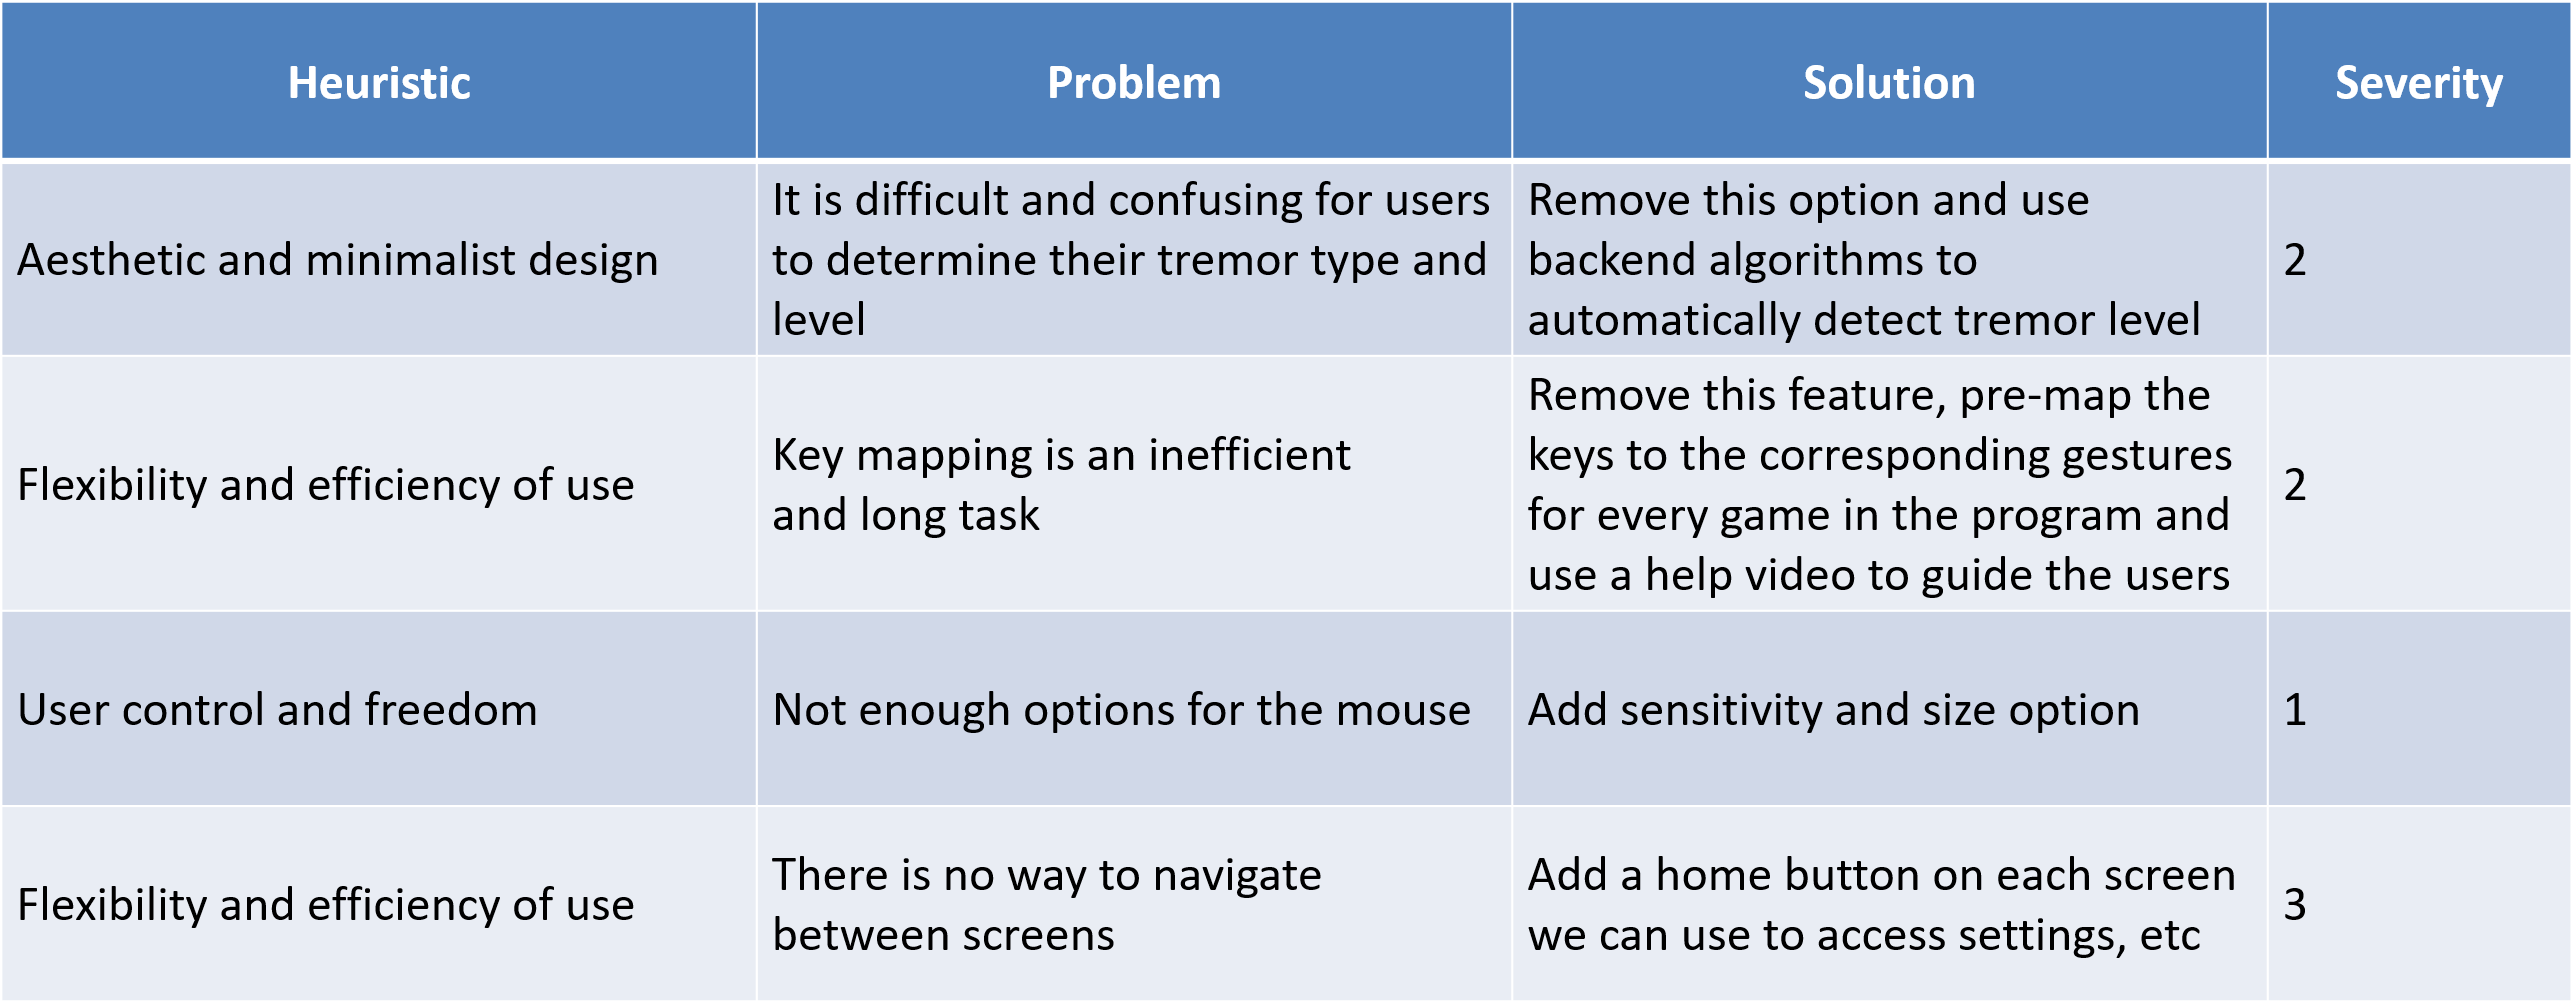 Heuristic
Problem
Solution
Severity
Aesthetic and minimalist design
It is difficult and confusing for users
to determine their tremor type and
level
Remove this option and use
backend algorithms to
automatically detect tremor level
2
Flexibility and efficiency of use
Key mapping is an inefficient
and long task
Remove this feature, pre-map the
keys to the corresponding gestures
for every game in the program and
use a help video to guide the users
2
User control and freedom
Not enough options for the mouse
Add sensitivity and size option
1
Flexibility and efficiency of use
There is no way to navigate
between screens
Add a home button on each screen
we can use to access settings, etc
3